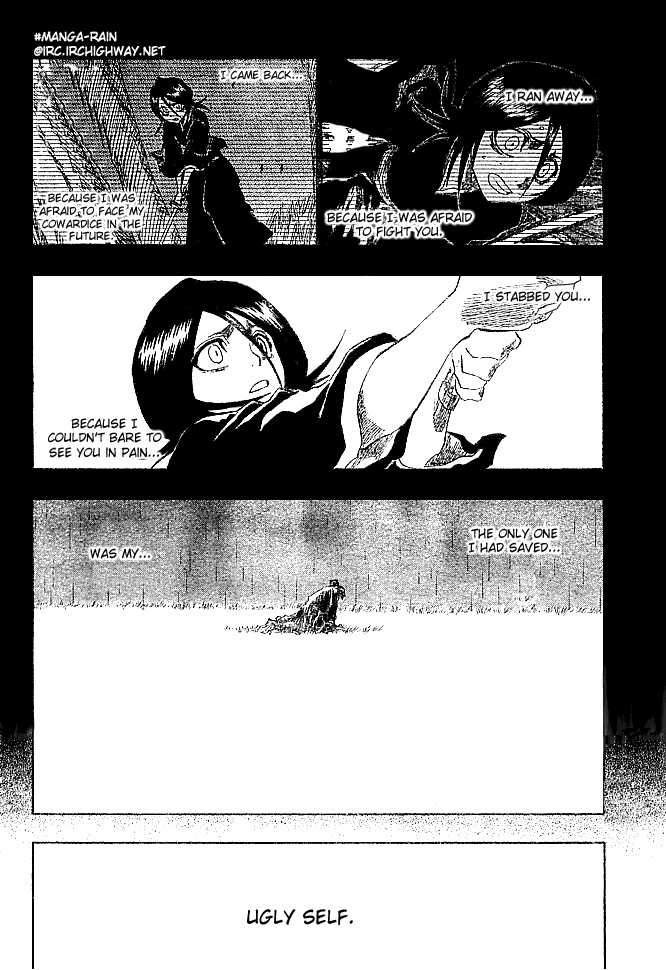 #MANGA-RAIN
@IRC.IRCHIGHWAY.NET
I RAN AWAY...
BECAUSE I WAS AFRAID
TO FIGHT YOU.
I CAME BACK...
BECAUSE I WAS
AFRAID TO FACE MY
COWARDICE IN THE
FUTURE.
I STABBED YOU...
BECAUSE I
COULDN'T BARE TO
SEE YOU IN PAIN...
THE ONLY ONE
I HAD SAVED...
WAS MY...
UGLY SELF.